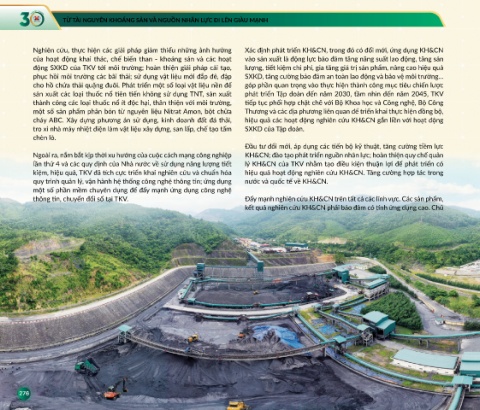 30 TỪ TÀI NGUYÊN KHOÁNG SẢN VÀ NGUỒN NHÂN LỰC ĐI LÊN GIÀU MẠNH
Nghiên cứu, thực hiện các giải pháp giảm thiểu những ảnh hưởng
của hoạt động khai thác, chế biến than - khoáng sản và các hoạt
động SXKD của TKV tới môi trường; hoàn thiện giải pháp cải tạo,
phục hồi môi trường các bãi thải; sử dụng vật liệu mới đắp đê, đập
cho hồ chứa thải quặng đuôi. Phát triển một số loại vật liệu nền để
sản xuất các loại thuốc nổ tiên tiến không sử dụng TNT, sản xuất
thành công các loại thuốc nổ ít độc hại, thân thiện với môi trường,
một số sản phẩm phân bón từ nguyên liệu Nitrat Amon, bột chữa
cháy ABC. Xây dựng phương án sử dụng, kinh doanh đất đá thải,
tro xỉ nhà máy nhiệt điện làm vật liệu xây dựng, san lấp, chế tạo tấm
chèn lò.
Ngoài ra, nắm bắt kịp thời xu hướng của cuộc cách mạng công nghiệp
lần thứ 4 và các quy định của Nhà nước về sử dụng năng lượng tiết
kiệm, hiệu quả, TKV đã tích cực triển khai nghiên cứu và chuẩn hóa
quy trình quản lý, vận hành hệ thống công nghệ thông tin; ứng dụng
một số phần mềm chuyên dụng để đẩy mạnh ứng dụng công nghệ
thông tin, chuyển đổi số tại TKV.
Xác định phát triển KH&CN, trong đó có đổi mới, ứng dụng KH&CN
vào sản xuất là động lực bảo đảm tăng năng suất lao động, tăng sản
lượng, tiết kiệm chi phí, gia tăng giá trị sản phẩm, nâng cao hiệu quả
SXKD, tăng cường bảo đảm an toàn lao động và bảo vệ môi trường...
góp phần quan trọng vào thực hiện thành công mục tiêu chiến lược
phát triển Tập đoàn đến năm 2030, tầm nhìn đến năm 2045, TKV
tiếp tục phối hợp chặt chẽ với Bộ Khoa học và Công nghệ, Bộ Công
Thương và các địa phương liên quan để triển khai thực hiện đồng bộ,
hiệu quả các hoạt động nghiên cứu KH&CN gắn liền với hoạt động
SXKD của Tập đoàn.
Đầu tư đổi mới, áp dụng các tiến bộ kỹ thuật, tăng cường tiềm lực
KH&CN; đào tạo phát triển nguồn nhân lực; hoàn thiện quy chế quản
lý KH&CN của TKV nhằm tạo điều kiện thuận lợi để phát triển có
hiệu quả hoạt động nghiên cứu KH&CN. Tăng cường hợp tác trong
nước và quốc tế về KH&CN.
Đẩy mạnh nghiên cứu KH&CN trên tất cả các lĩnh vực. Các sản phẩm,
kết quả nghiên cứu KH&CN phải bảo đảm có tính ứng dụng cao. Chú
276